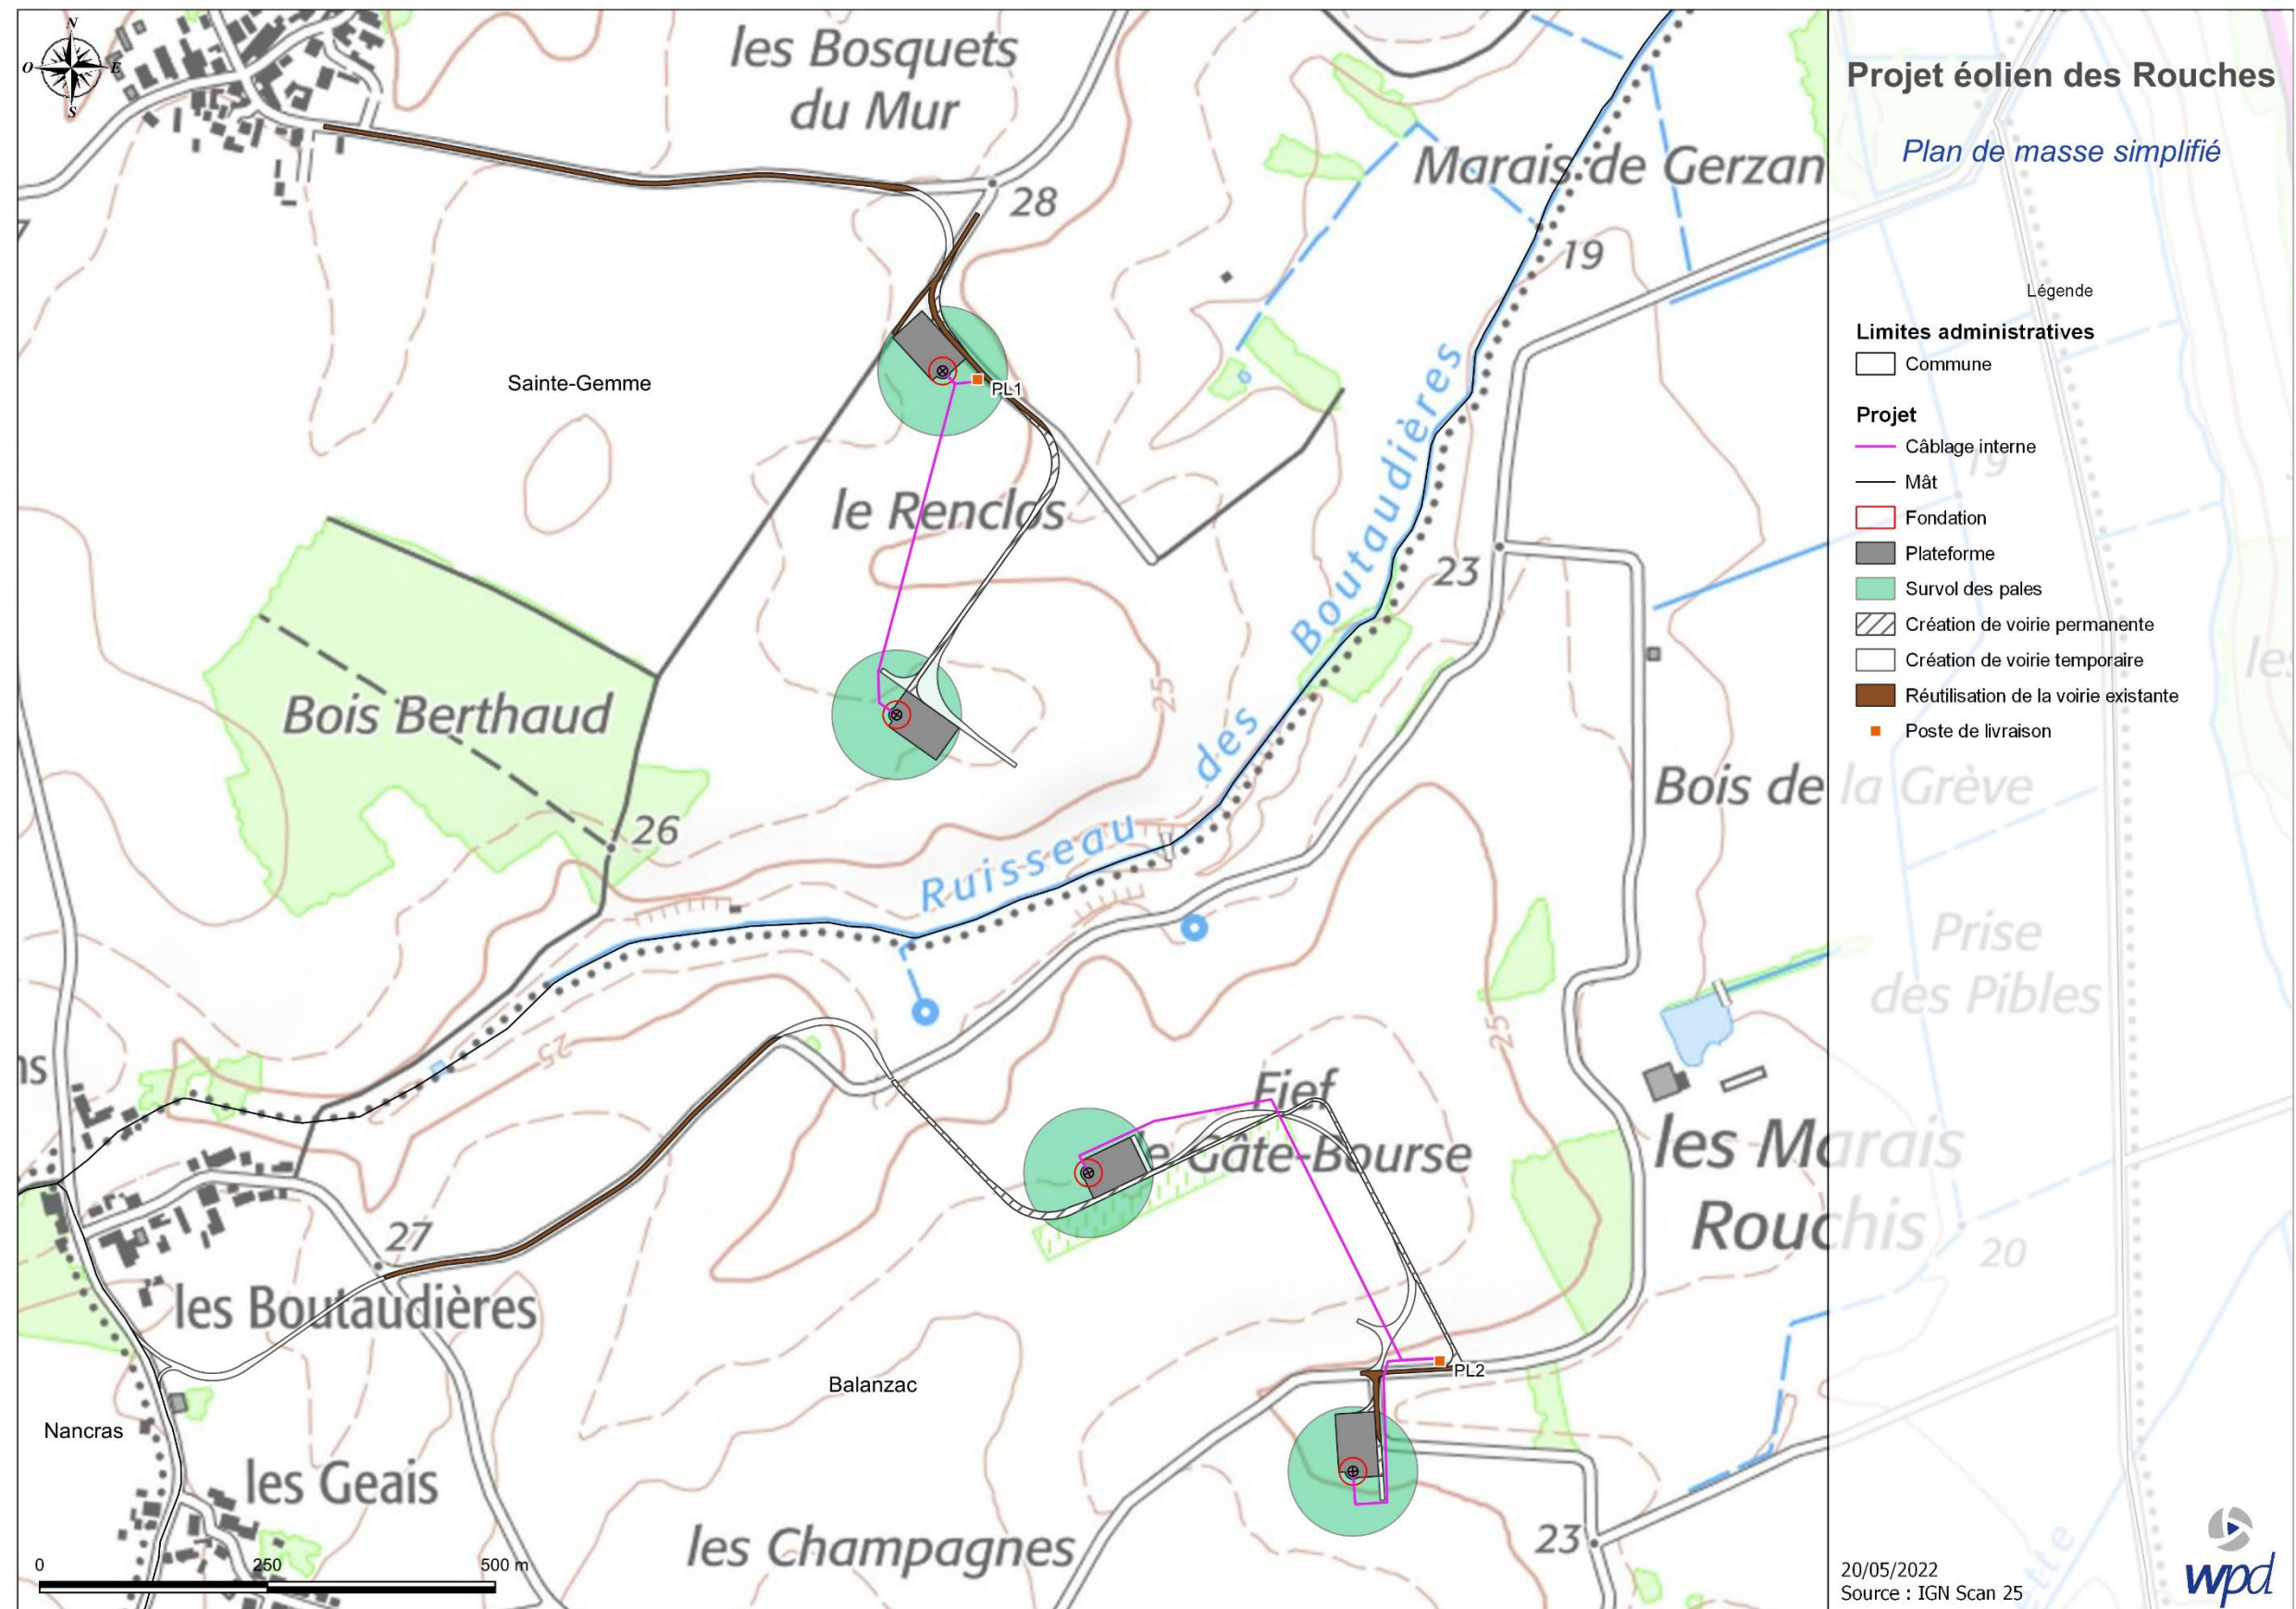 N
O
E
S
les Bosquets
du Mur
28
Marais de Gerzan
19
Sainte-Gemme
PL1
le Renclos
23
Ruisseau des Boutaudières
Bois Berthaud
26
25
25
25
Bois de la Grève
Prise
des Pibles
Fief
de Gâte-Bourse
les Marais
Rouchis
20
19
27
les Boutaudières
Balanzac
PL2
Nancras
les Geais
les Champagnes
23
0 250 500 m
Projet éolien des Rouches
Plan de masse simplifié
Légende
Limites administratives
Commune
Projet
Câblage interne
Mât
Fondation
Plateforme
Survol des pales
Création de voirie permanente
Création de voirie temporaire
Réutilisation de la voirie existante
Poste de livraison
20/05/2022
Source : IGN Scan 25
wpd